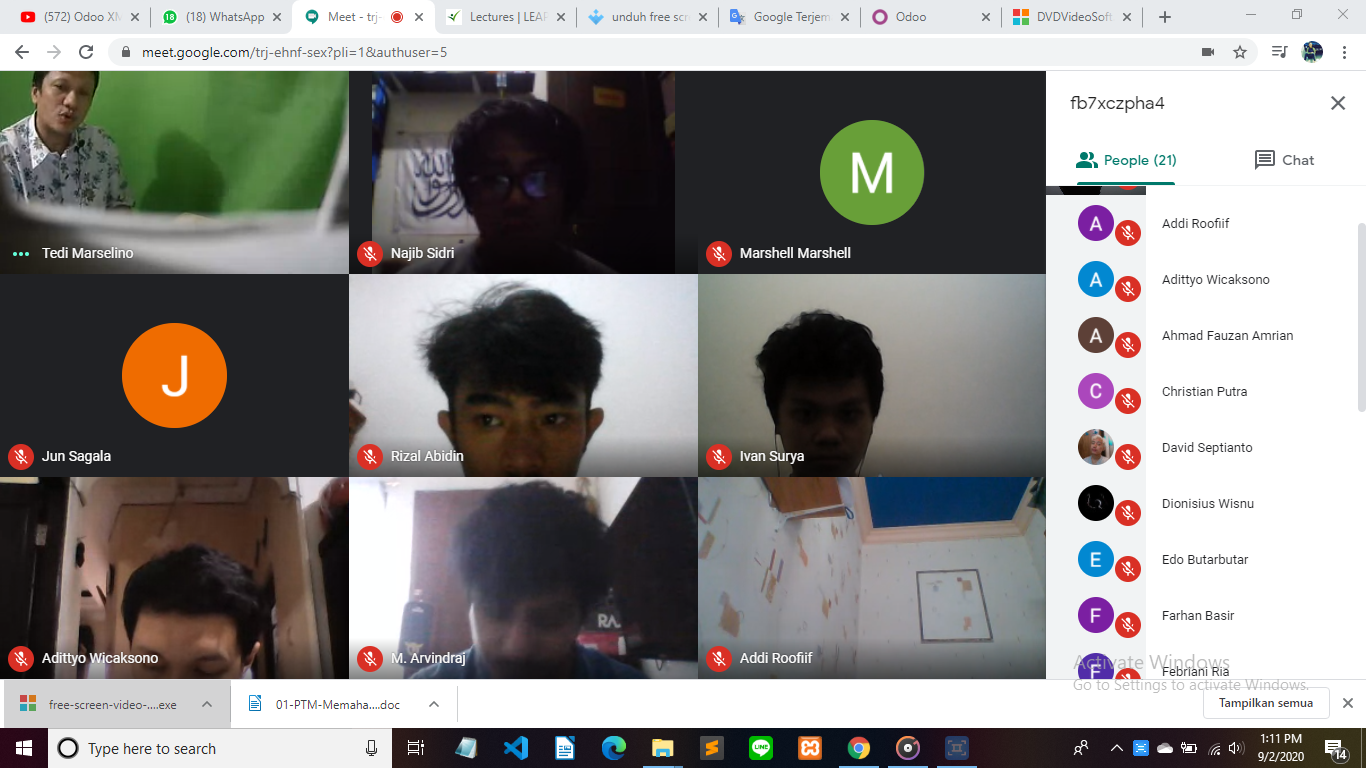 (572) Odoo XM
(18) WhatsApp
Meet - trj-
Lectures | LEAP
unduh free scr
Google Terjem
Odoo
DVDVideoSoft
meet.google.com/trj-ehnf-sex?pli=1&authuser=5
Tedi Marselino
Najib Sidri
M
Marshell Marshell
J
Jun Sagala
Rizal Abidin
Ivan Surya
Adittyo Wicaksono
M. Arvindraj
Addi Roofiif
fb7xczpha4
People (21)
Chat
A Addi Roofiif
A Adittyo Wicaksono
A Ahmad Fauzan Amrian
C Christian Putra
David Septianto
Dionisius Wisnu
E Edo Butarbutar
F Farhan Basir
F Febriani Ria
Activate Windows
Go to Settings to activate Windows.
free-screen-video-....exe
01-PTM-Memaha....doc
Tampilkan semua
Type here to search
LINE
1:11 PM
9/2/2020
14